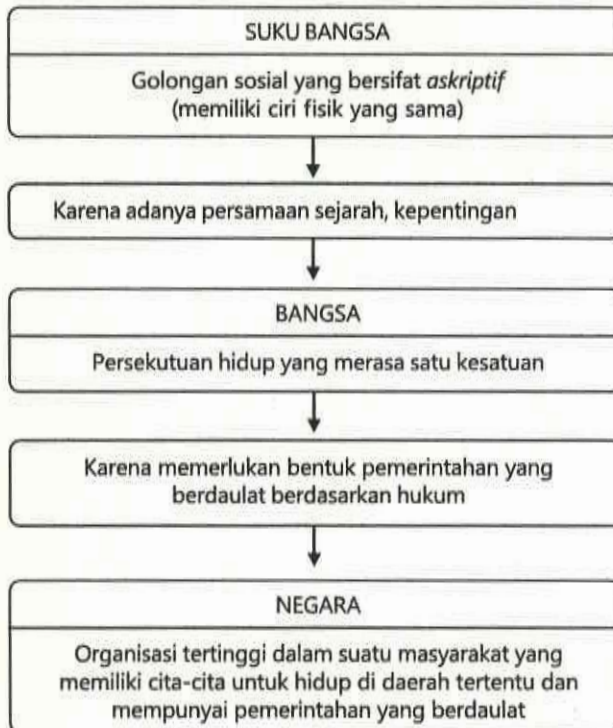 SUKU BANGSA
Golongan sosial yang bersifat askriptif
(memiliki ciri fisik yang sama)
Karena adanya persamaan sejarah, kepentingan
BANGSA
Persekutuan hidup yang merasa satu kesatuan
Karena memerlukan bentuk pemerintahan yang
berdaulat berdasarkan hukum
NEGARA
Organisasi tertinggi dalam suatu masyarakat yang
memiliki cita-cita untuk hidup di daerah tertentu dan
mempunyai pemerintahan yang berdaulat